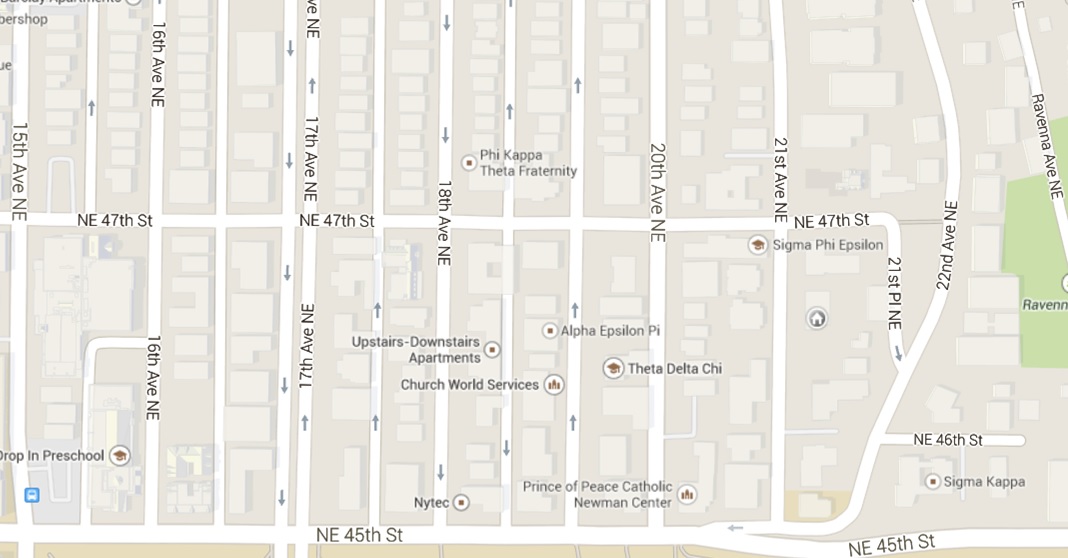 Barclay Apartments
bershop
ue
15th Ave NE
16th Ave NE
17th Ave NE
NE
Ravenna Ave NE
E
Phi Kappa
Theta Fraternity
18th Ave NE
20th Ave NE
21st Ave NE
22nd Ave NE
NE 47th St
NE 47th St
NE 47th St
Sigma Phi Epsilon
21st Pl NE
Ravenn
17th Ave NE
16th Ave NE
Upstairs-Downstairs
Apartments
Alpha Epsilon Pi
Theta Delta Chi
Church World Services
NE 46th St
Drop In Preschool
Sigma Kappa
Prince of Peace Catholic
Newman Center
Nytec
NE 45th St
NE 45th St